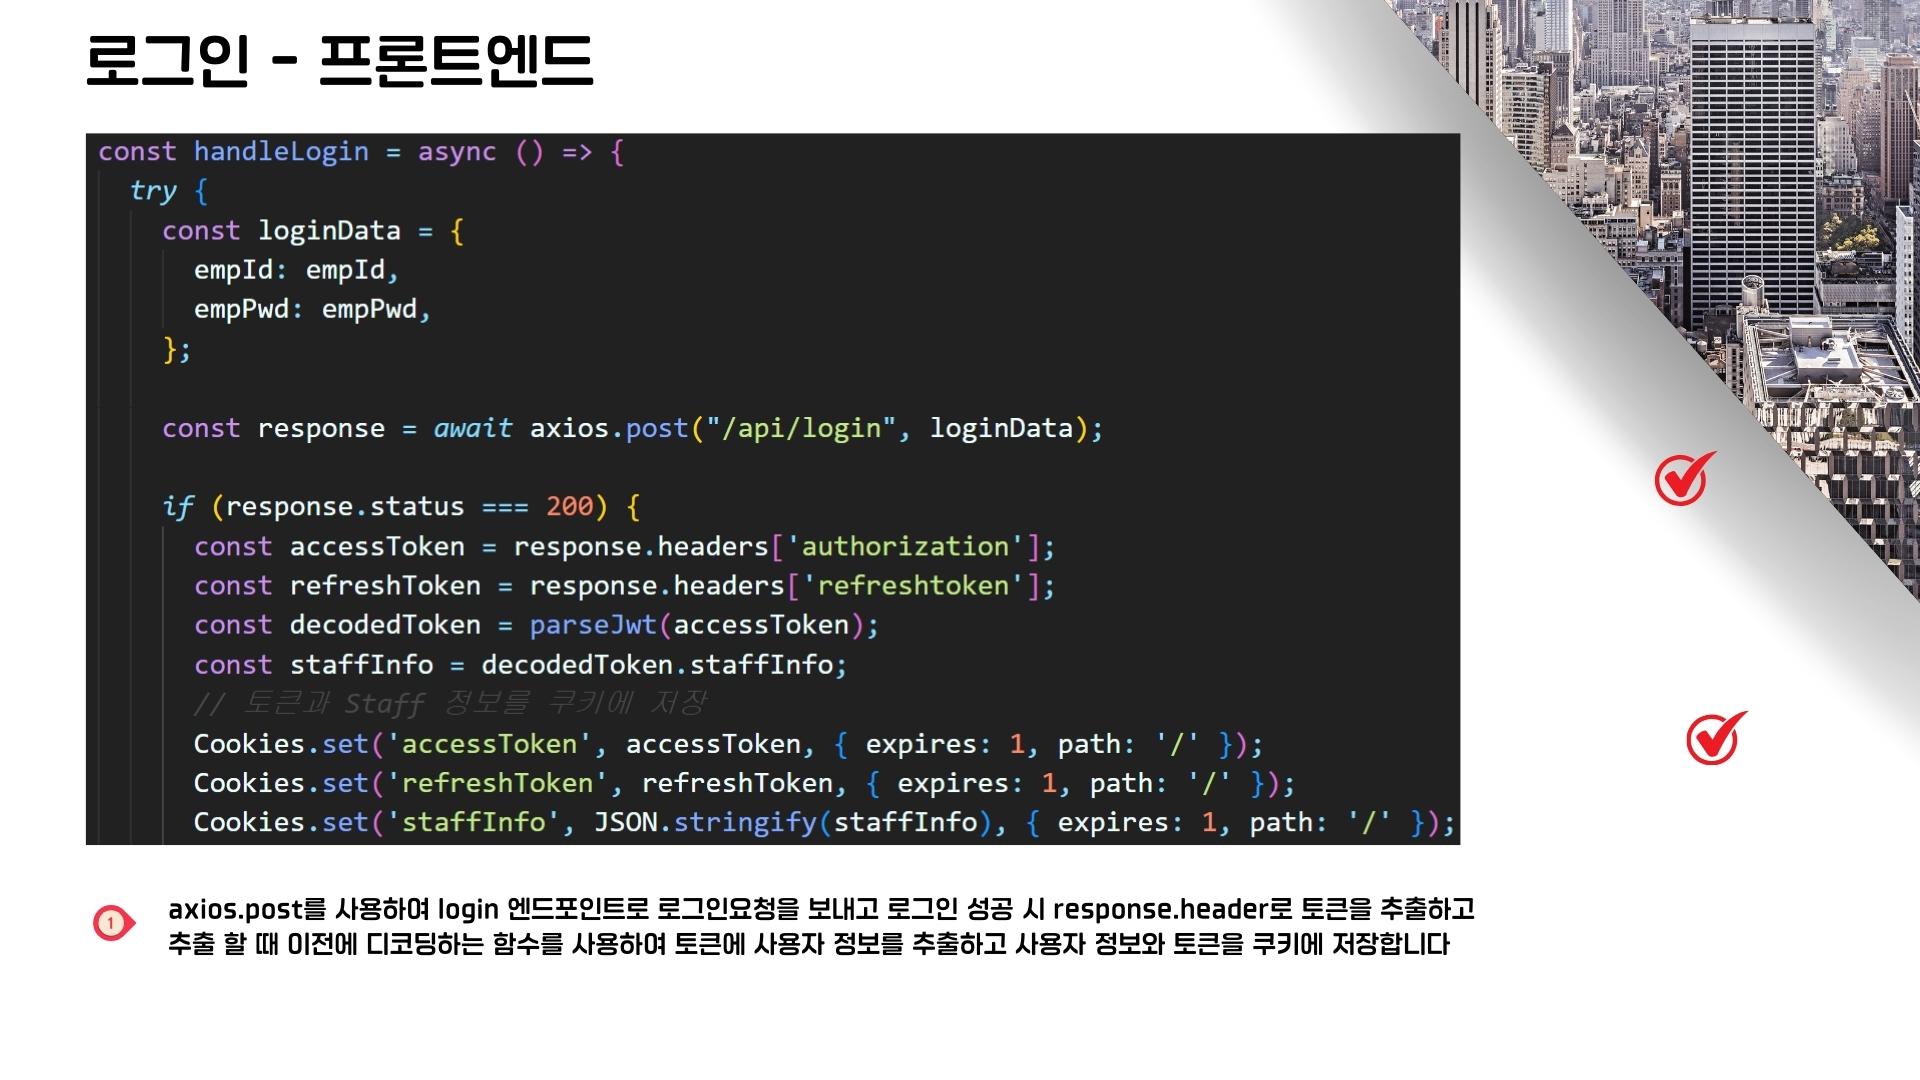 로그인 - 프론트엔드
const handleLogin = async () => {
try {
const loginData = {
empId: empId,
empPwd: empPwd,
};
const response = await axios.post("/api/login", loginData);
if (response.status === 200) {
const accessToken = response.headers['authorization'];
const refreshToken = response.headers['refreshtoken'];
const decodedToken = parseJwt(accessToken);
const staffInfo = decodedToken.staffInfo;
// 토큰과 Staff 정보를 쿠키에 저장
Cookies.set('accessToken', accessToken, { expires: 1, path: '/' });
Cookies.set('refreshToken', refreshToken, { expires: 1, path: '/' });
Cookies.set('staffInfo', JSON.stringify(staffInfo), { expires: 1, path: '/' });
1
axios.post를 사용하여 login 엔드포인트로 로그인요청을 보내고 로그인 성공 시 response.header로 토큰을 추출하고
추출 할 때 이전에 디코딩하는 함수를 사용하여 토큰에 사용자 정보를 추출하고 사용자 정보와 토큰을 쿠키에 저장합니다